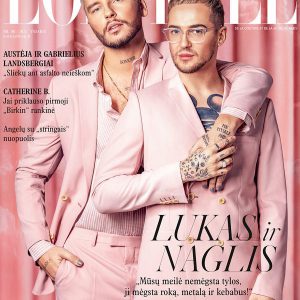 AUSTĖJA IR GABRIELIUS
LANDSBERGIAI
„Sliekų ant asfalto neieškom“
CATHERINE B.
Jai priklauso pirmoji
„Birkin“ rankinė
Angelų su „stringais“
nuopuolis
LUKAS ir
NAGLIS
„Mūsų meilė nemėgsta tylos,
ji mėgsta roką, metalą ir kebabus!“